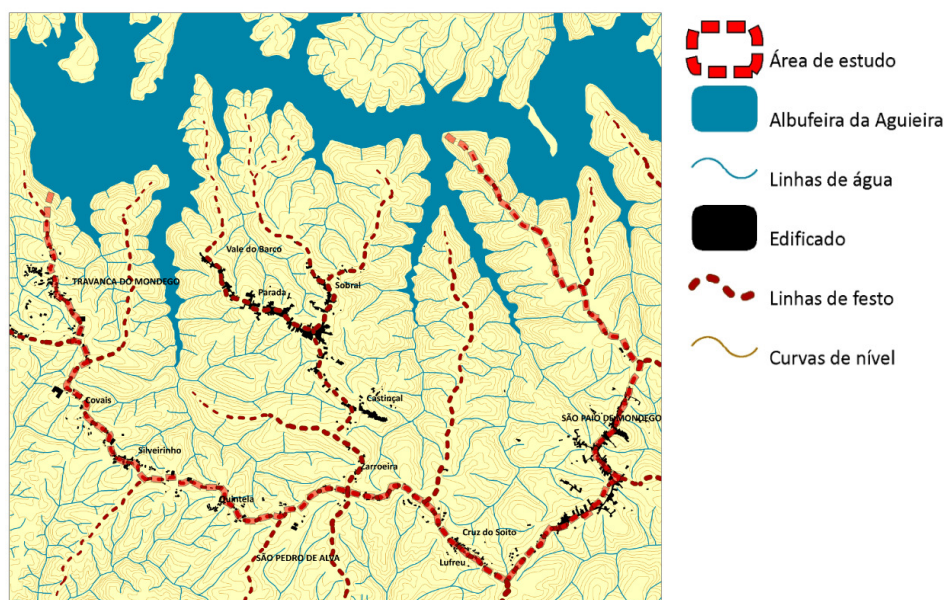 Vale do Barco
TRAVANCA DO MONDEGO
Parada
Sobral
Castinçal
Covais
SÃO PAIO DE MONDEGO
Silveirinho
Carroeira
Quintela
Cruz do Soito
SÃO PEDRO DE ALVA
Lufreu
Área de estudo
Albufeira da Aguieira
Linhas de água
Edificado
Linhas de festo
Curvas de nível